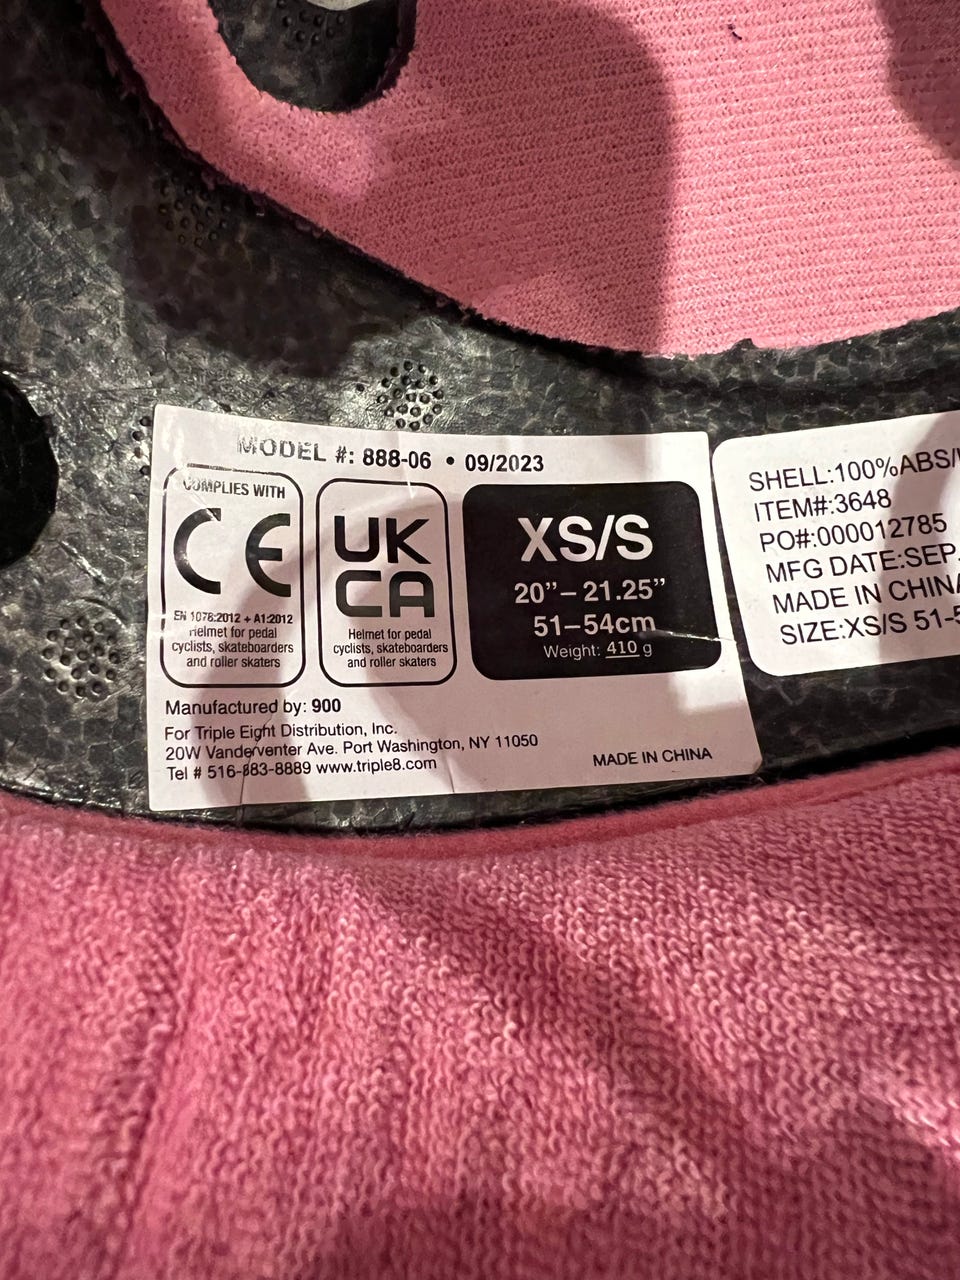 MODEL #: 888-06 • 09/2023
COMPLIES WITH
CE
EN 1078:2012 + A1:2012
Helmet for pedal
cyclists, skateboarders
and roller skaters
UK
CA
Helmet for pedal
cyclists, skateboarders
and roller skaters
XS/S
20”– 21.25”
51–54cm
Weight: 410 g
Manufactured by: 900
For Triple Eight Distribution, Inc.
20W Vanderventer Ave. Port Washington, NY 11050
Tel # 516-883-8889 www.triple8.com
MADE IN CHINA
SHELL:100%ABS/
ITEM#:3648
PO#:000012785
MFG DATE:SEP.
MADE IN CHINA
SIZE:XS/S 51-5